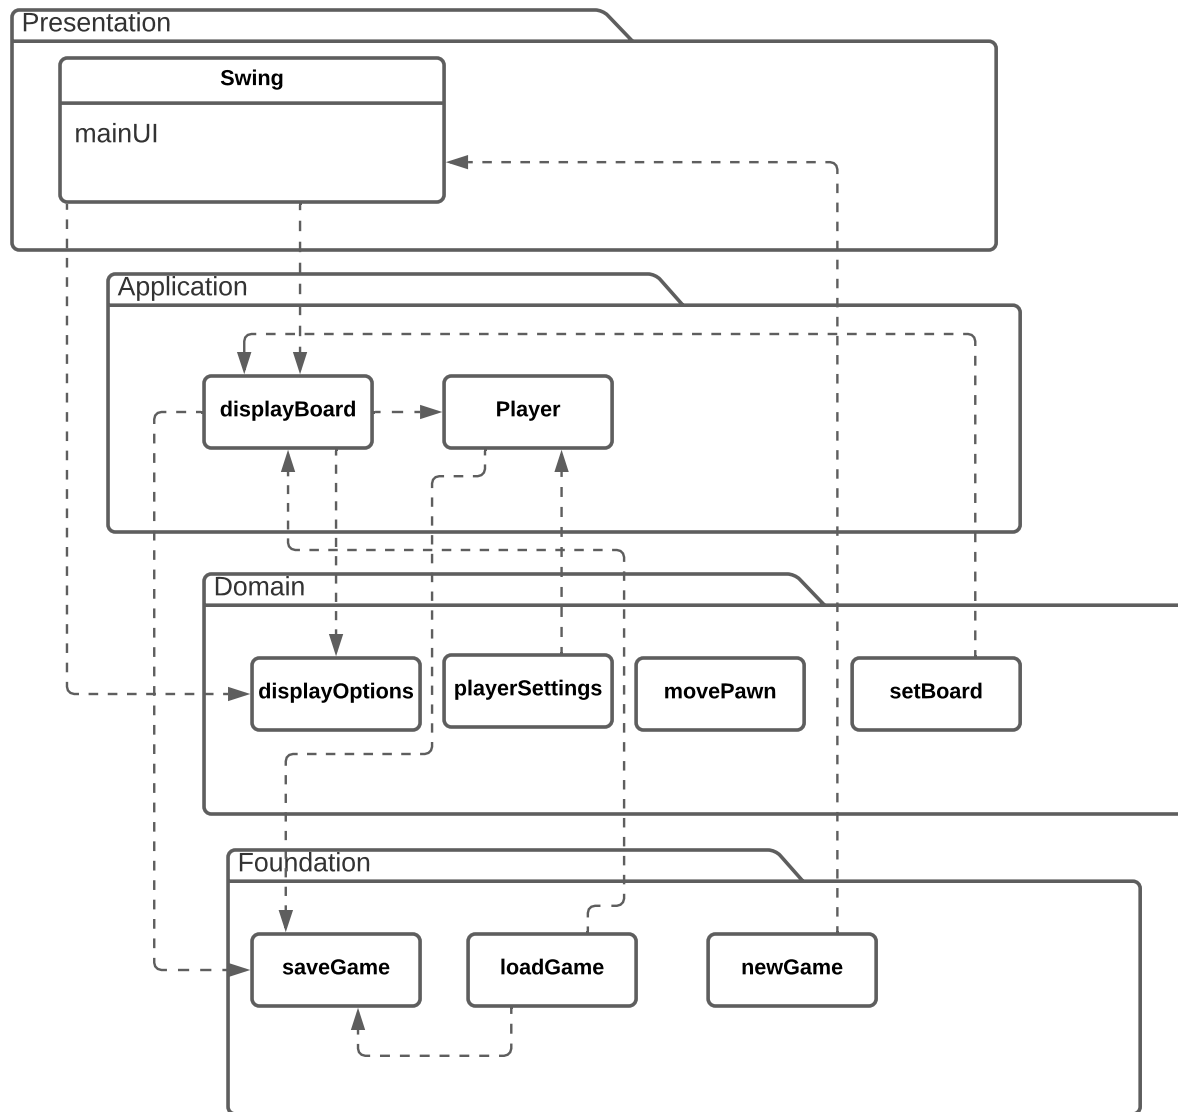 Presentation
Swing
mainUI
Application
displayBoard
Player
Domain
displayOptions
playerSettings
movePawn
setBoard
Foundation
saveGame
loadGame
newGame